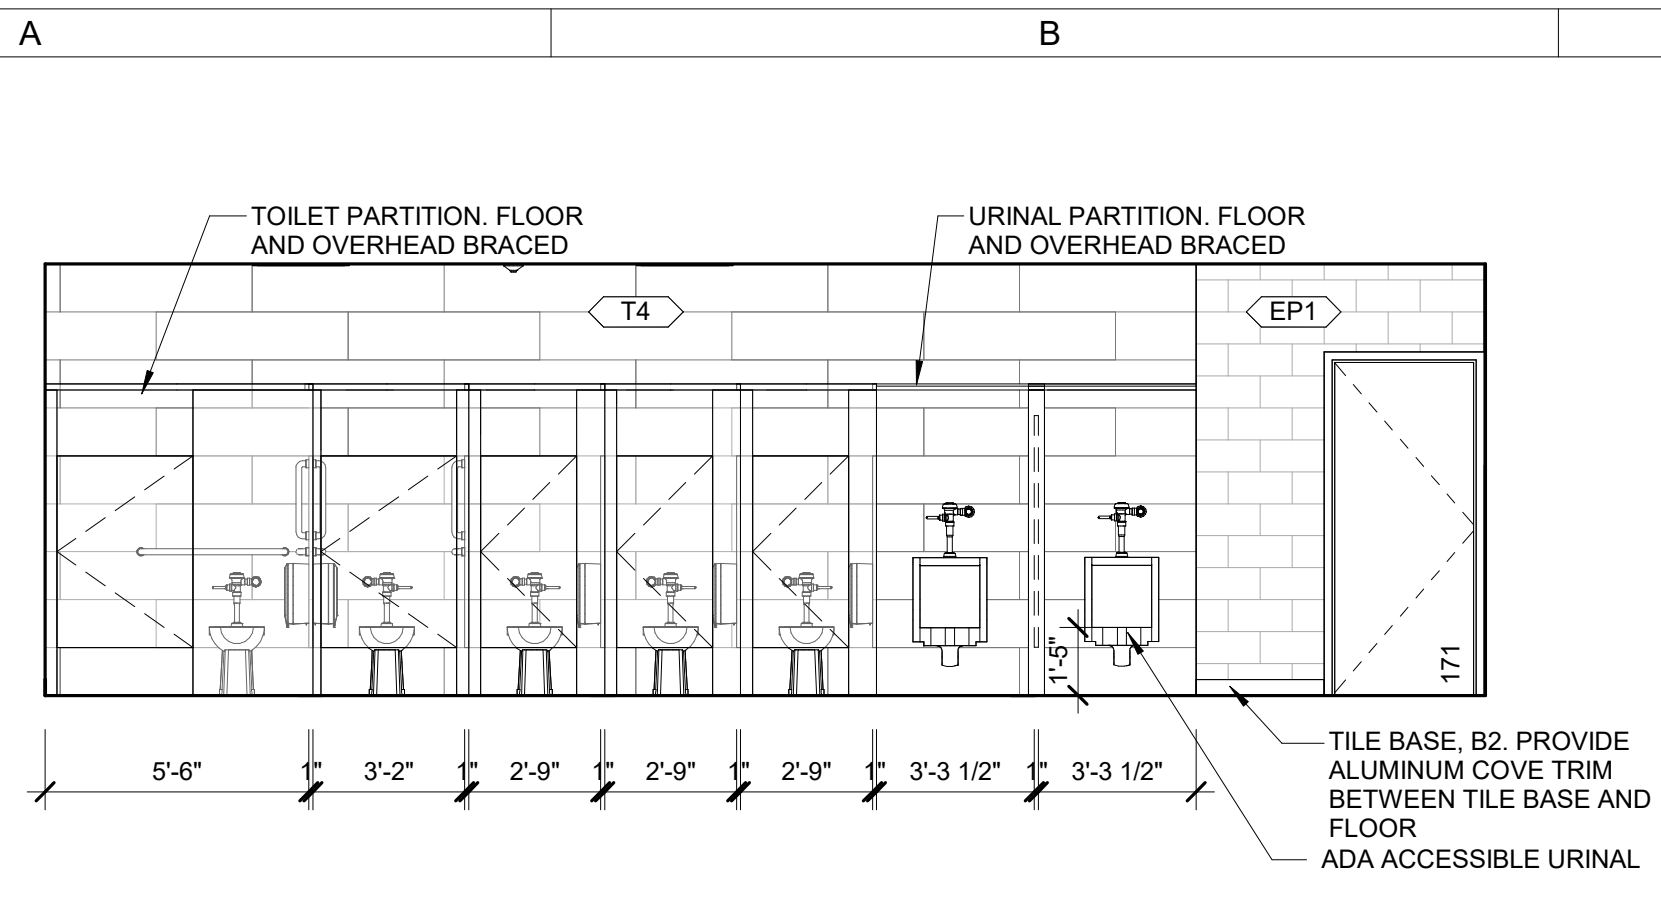 A
B
TOILET PARTITION. FLOOR
AND OVERHEAD BRACED
URINAL PARTITION. FLOOR
AND OVERHEAD BRACED
T4
EP1
1'-5"
171
5'-6"
1"
3'-2"
1"
2'-9"
1"
2'-9"
1"
2'-9"
1"
3'-3 1/2"
1"
3'-3 1/2"
TILE BASE, B2. PROVIDE
ALUMINUM COVE TRIM
BETWEEN TILE BASE AND
FLOOR
ADA ACCESSIBLE URINAL